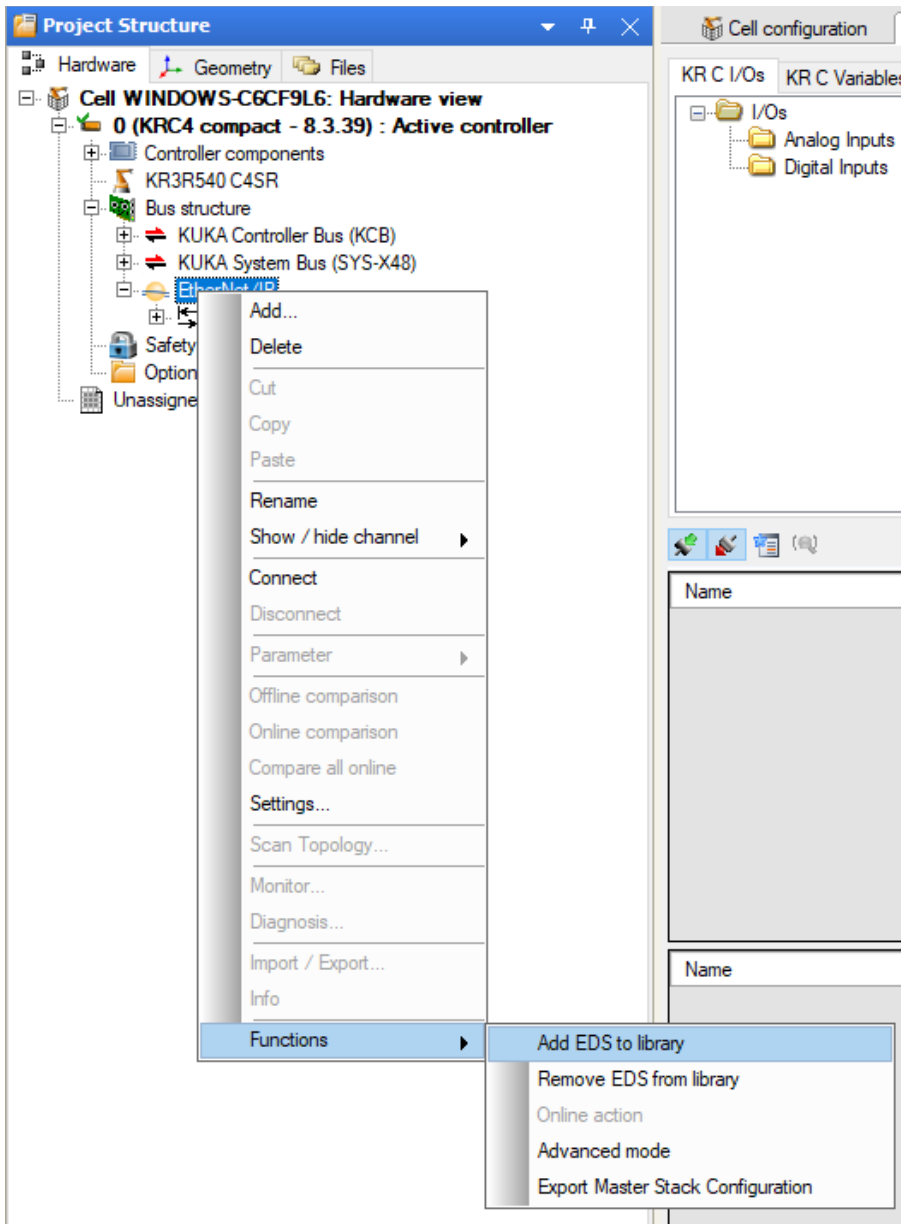 Project Structure
Hardware
Geometry
Files
Cell WINDOWS-C6CF9L6: Hardware view
0 (KRC4 compact - 8.3.39) : Active controller
Controller components
KR3R540 C4SR
Bus structure
KUKA Controller Bus (KCB)
KUKA System Bus (SYS-X48)
EtherNet/IP
Safety
Option
Unassigne
Add...
Delete
Cut
Copy
Paste
Rename
Show / hide channel
Connect
Disconnect
Parameter
Offline comparison
Online comparison
Compare all online
Settings...
Scan Topology...
Monitor...
Diagnosis...
Import / Export...
Info
Functions
Add EDS to library
Remove EDS from library
Online action
Advanced mode
Export Master Stack Configuration
Cell configuration
KR C I/Os
KR C Variables
I/Os
Analog Inputs
Digital Inputs
Name
Name